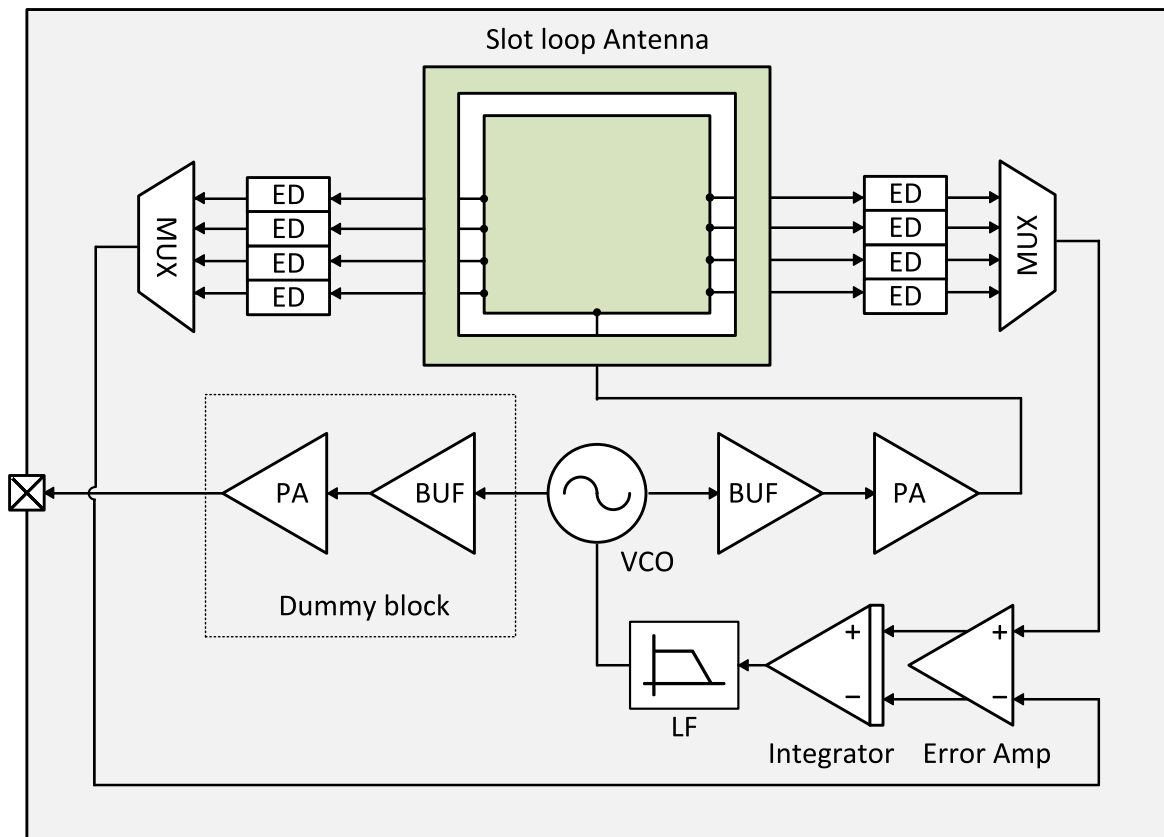 Slot loop Antenna
ED
ED
ED
ED
MUX
ED
ED
ED
ED
MUX
PA
BUF
BUF
PA
VCO
Dummy block
+
−
+
−
LF
Integrator
Error Amp